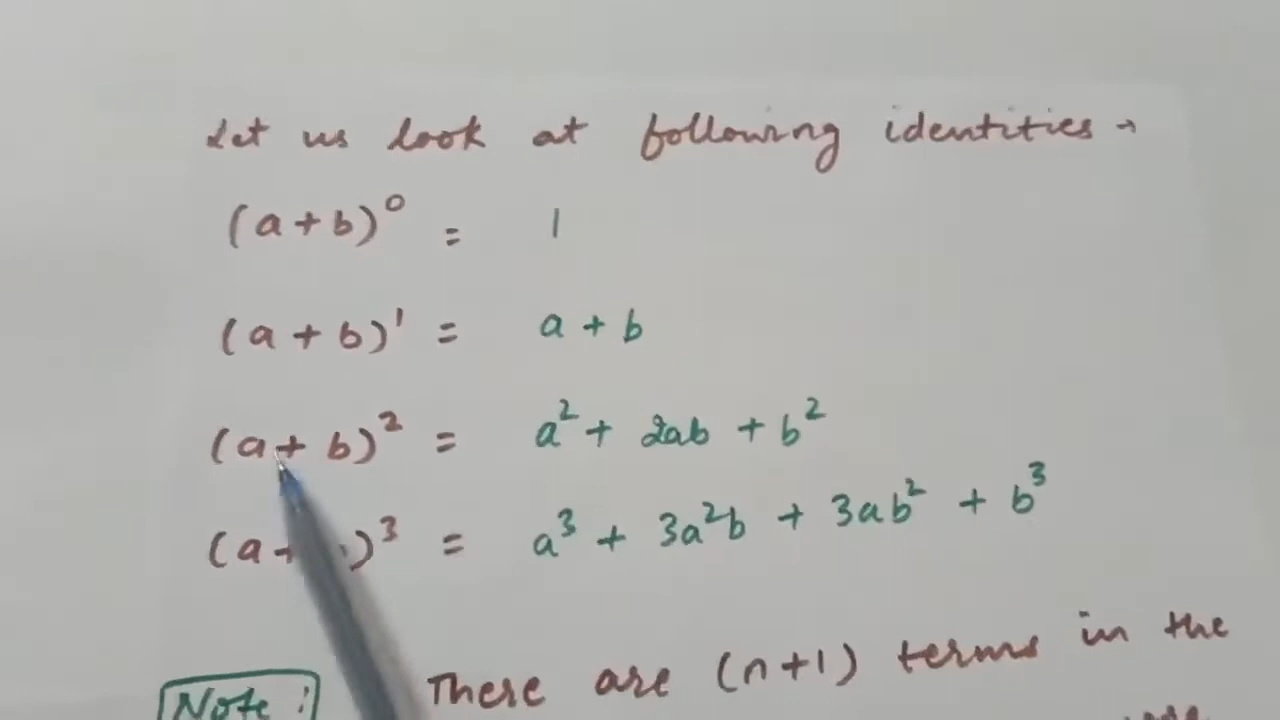 Let us look at following identities →
(a + b)⁰ = 1
(a + b)¹ = a + b
(a + b)² = a² + 2ab + b²
(a + )³ = a³ + 3a²b + 3ab² + b³
Note: There are (n+1) terms in the